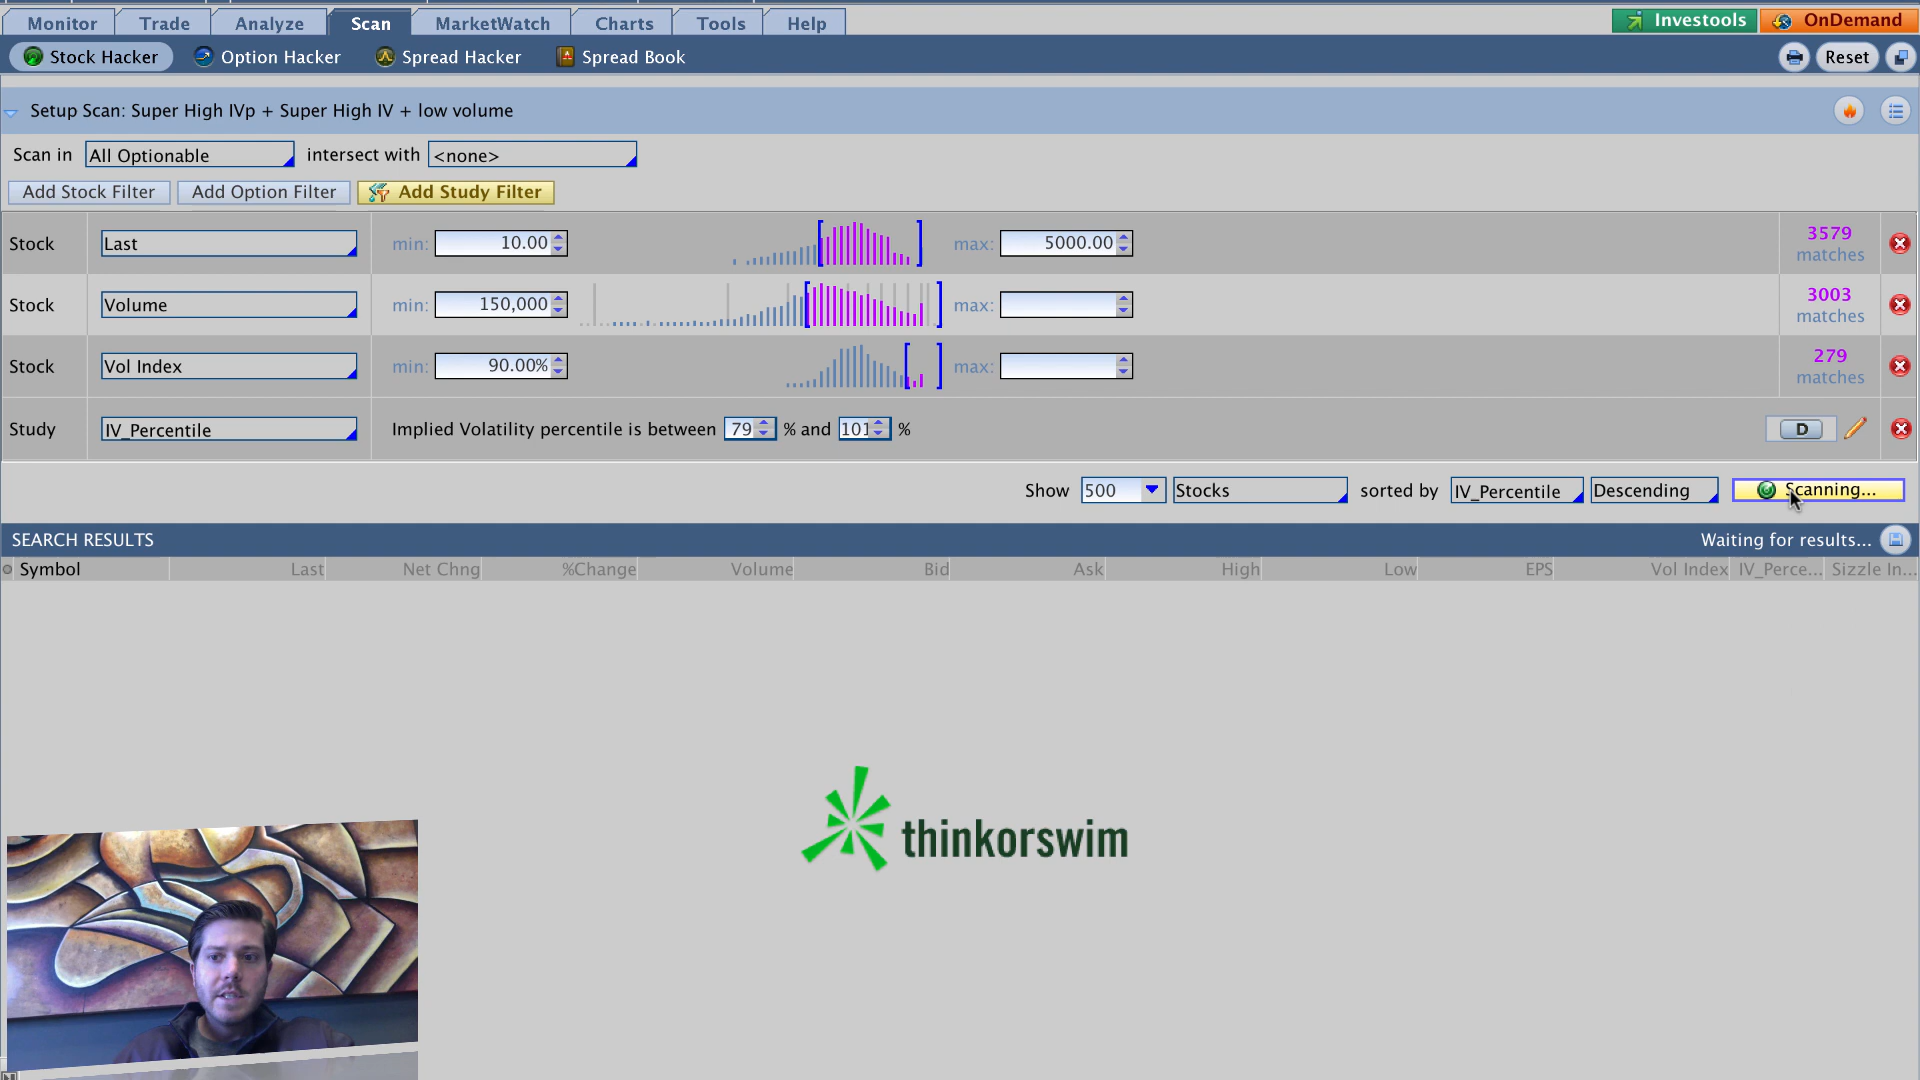 Monitor Trade Analyze Scan MarketWatch Charts Tools Help Investools OnDemand
Stock Hacker Option Hacker Spread Hacker Spread Book Reset
Setup Scan: Super High IVp + Super High IV + low volume
Scan in All Optionable intersect with <none>
Add Stock Filter Add Option Filter Add Study Filter
Stock Last min: 10.00 max: 5000.00 3579 matches
Stock Volume min: 150,000 max: 3003 matches
Stock Vol Index min: 90.00% max: 279 matches
Study IV_Percentile Implied Volatility percentile is between 79 % and 101 % D
Show 500 Stocks sorted by IV_Percentile Descending Scanning...
SEARCH RESULTS Waiting for results...
Symbol Last Net Chng %Change Volume Bid Ask High Low EPS Vol Index IV_Perce... Sizzle In...
thinkorswim